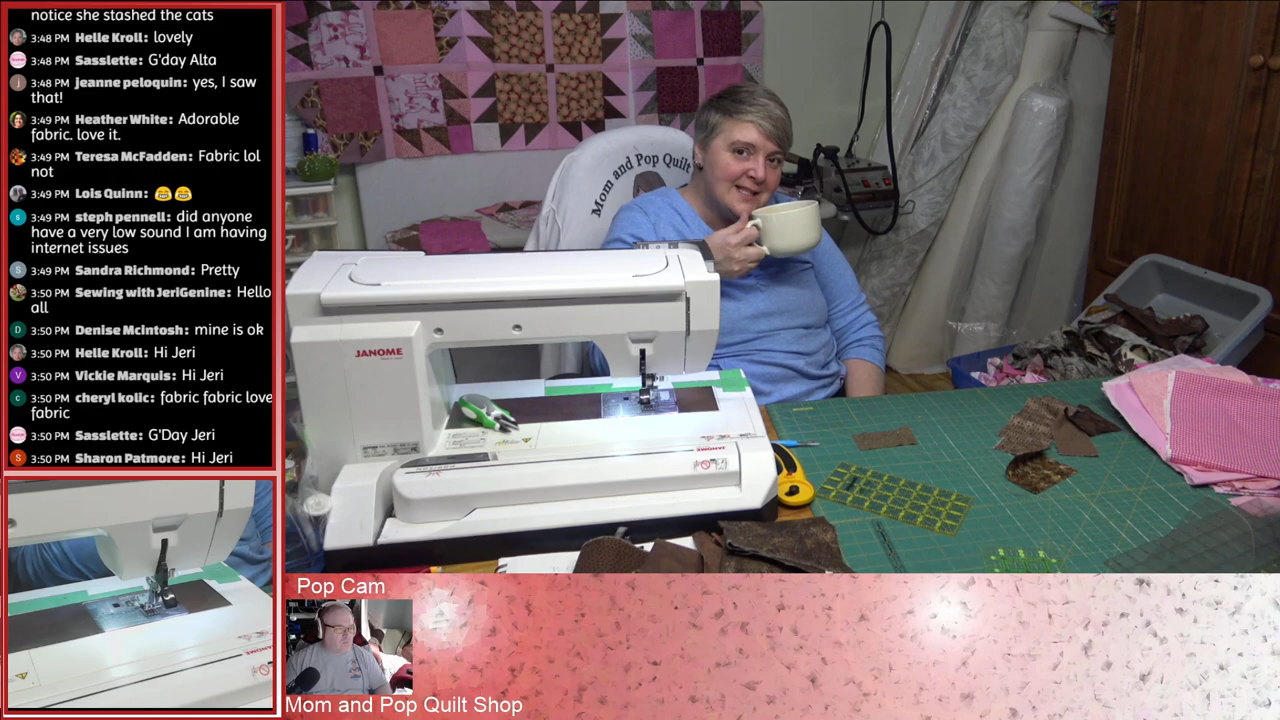 notice she stashed the cats
3:48 PM Helle Kroll: lovely
3:48 PM Sasslette: G'day Alta
3:48 PM jeanne peloquin: yes, I saw
that!
3:49 PM Heather White: Adorable
fabric. love it.
3:49 PM Teresa McFadden: Fabric lol
not
3:49 PM Lois Quinn: 😂😂
3:49 PM steph pennell: did anyone
have a very low sound I am having
internet issues
3:50 PM Sandra Richmond: Pretty
3:50 PM Sewing with JeriGenine: Hello
all
3:50 PM Denise Mcintosh: mine is ok
3:50 PM Helle Kroll: Hi Jeri
3:50 PM Vickie Marquis: Hi Jeri
3:50 PM cheryl kolic: fabric fabric love
fabric
3:50 PM Sasslette: G'Day Jeri
3:50 PM Sharon Patmore: Hi Jeri
Mom and Pop Quilt
JANOME
JANOME
Pop Cam
Mom and Pop Quilt Shop